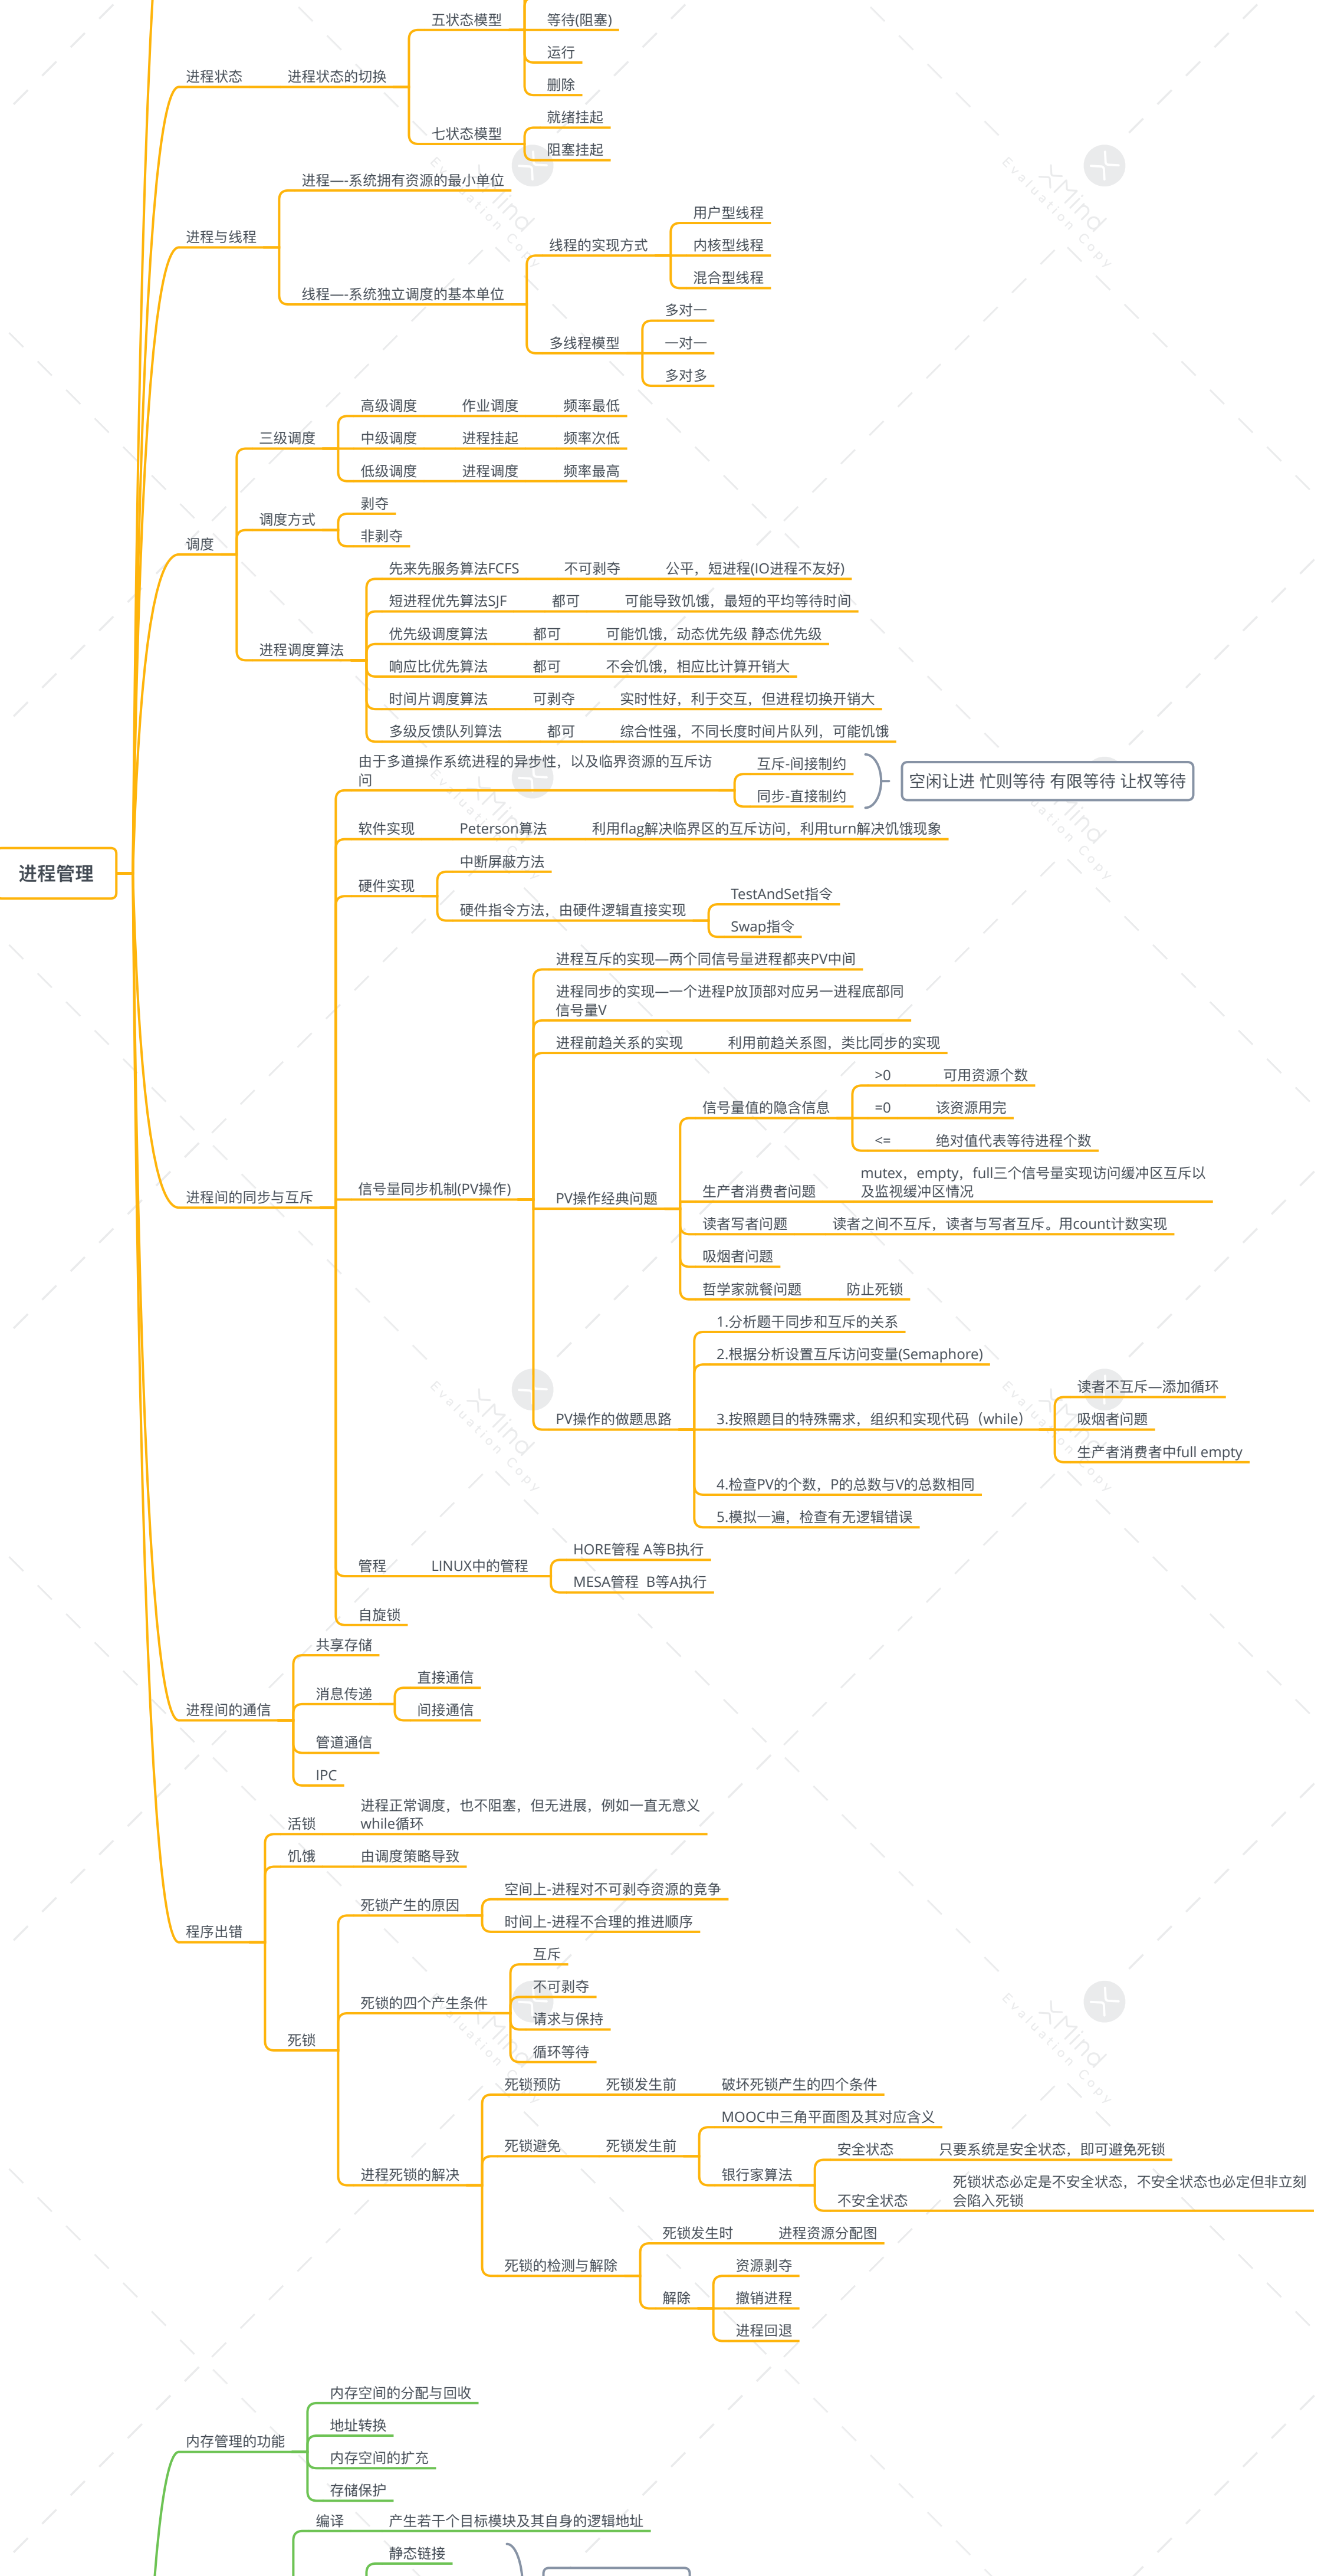 五状态模型
等待(阻塞)
运行
删除
进程状态
进程状态的切换
七状态模型
就绪挂起
阻塞挂起
进程与线程
进程—-系统拥有资源的最小单位
线程—-系统独立调度的基本单位
线程的实现方式
用户型线程
内核型线程
混合型线程
多线程模型
多对一
一对一
多对多
调度
三级调度
高级调度 作业调度 频率最低
中级调度 进程挂起 频率次低
低级调度 进程调度 频率最高
调度方式
剥夺
非剥夺
进程调度算法
先来先服务算法FCFS 不可剥夺 公平，短进程(IO进程不友好)
短进程优先算法SJF 都可 可能导致饥饿，最短的平均等待时间
优先级调度算法 都可 可能饥饿，动态优先级 静态优先级
响应比优先算法 都可 不会饥饿，相应比计算开销大
时间片调度算法 可剥夺 实时性好，利于交互，但进程切换开销大
多级反馈队列算法 都可 综合性强，不同长度时间片队列，可能饥饿
进程管理
进程间的同步与互斥
由于多道操作系统进程的异步性，以及临界资源的互斥访
问
互斥-间接制约
同步-直接制约
空闲让进 忙则等待 有限等待 让权等待
软件实现 Peterson算法 利用flag解决临界区的互斥访问，利用turn解决饥饿现象
硬件实现
中断屏蔽方法
硬件指令方法，由硬件逻辑直接实现
TestAndSet指令
Swap指令
信号量同步机制(PV操作)
进程互斥的实现—两个同信号量进程都夹PV中间
进程同步的实现—一个进程P放顶部对应另一进程底部同
信号量V
进程前趋关系的实现 利用前趋关系图，类比同步的实现
PV操作经典问题
信号量值的隐含信息
>0 可用资源个数
=0 该资源用完
<= 绝对值代表等待进程个数
生产者消费者问题
mutex，empty，full三个信号量实现访问缓冲区互斥以
及监视缓冲区情况
读者写者问题 读者之间不互斥，读者与写者互斥。用count计数实现
吸烟者问题
哲学家就餐问题 防止死锁
PV操作的做题思路
1.分析题干同步和互斥的关系
2.根据分析设置互斥访问变量(Semaphore)
3.按照题目的特殊需求，组织和实现代码（while）
读者不互斥—添加循环
吸烟者问题
生产者消费者中full empty
4.检查PV的个数，P的总数与V的总数相同
5.模拟一遍，检查有无逻辑错误
管程 LINUX中的管程
HORE管程 A等B执行
MESA管程 B等A执行
自旋锁
进程间的通信
共享存储
消息传递
直接通信
间接通信
管道通信
IPC
程序出错
活锁
进程正常调度，也不阻塞，但无进展，例如一直无意义
while循环
饥饿 由调度策略导致
死锁
死锁产生的原因
空间上-进程对不可剥夺资源的竞争
时间上-进程不合理的推进顺序
死锁的四个产生条件
互斥
不可剥夺
请求与保持
循环等待
进程死锁的解决
死锁预防 死锁发生前 破坏死锁产生的四个条件
死锁避免 死锁发生前
MOOC中三角平面图及其对应含义
银行家算法
安全状态 只要系统是安全状态，即可避免死锁
不安全状态
死锁状态必定是不安全状态，不安全状态也必定但非立刻
会陷入死锁
死锁的检测与解除
死锁发生时 进程资源分配图
解除
资源剥夺
撤销进程
进程回退
内存管理的功能
内存空间的分配与回收
地址转换
内存空间的扩充
存储保护
编译 产生若干个目标模块及其自身的逻辑地址
静态链接
XMind
Evaluation Copy
XMind
Evaluation Copy
XMind
Evaluation Copy
XMind
Evaluation Copy
XMind
Evaluation Copy
XMind
Evaluation Copy
XMind
Evaluation Copy
XMind
Evaluation Copy